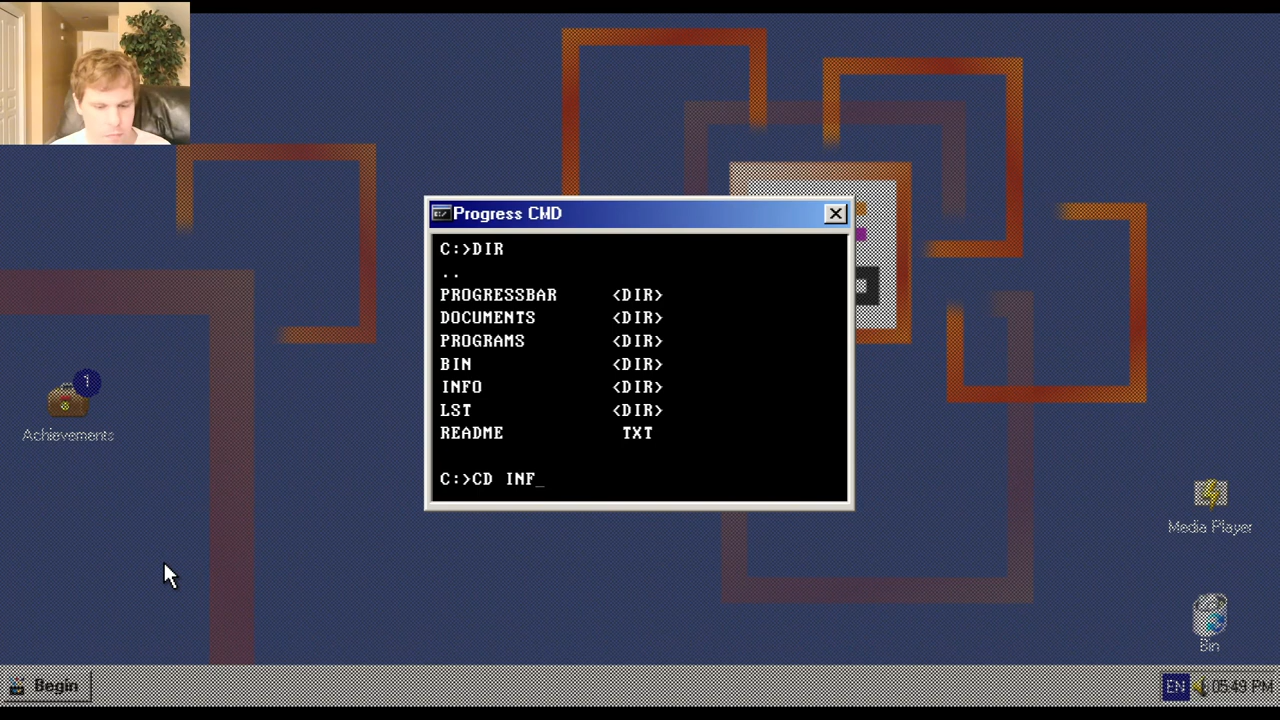 Progress CMD
C:>DIR
..
PROGRESSBAR <DIR>
DOCUMENTS <DIR>
PROGRAMS <DIR>
BIN <DIR>
INFO <DIR>
LST <DIR>
README TXT
C:>CD INF_
1
Achievements
Media Player
Bin
Begin
EN 05:49 PM